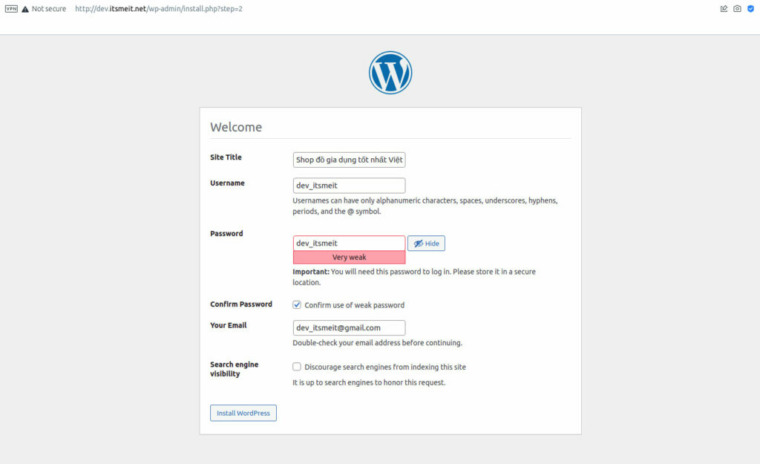 VPN Not secure http://dev.itsmeit.net/wp-admin/install.php?step=2
Welcome
Site Title Shop đồ gia dụng tốt nhất Việt
Username dev_itsmeit
Usernames can have only alphanumeric characters, spaces, underscores, hyphens,
periods, and the @ symbol.
Password dev_itsmeit Hide
Very weak
Important: You will need this password to log in. Please store it in a secure
location.
Confirm Password Confirm use of weak password
Your Email dev_itsmeit@gmail.com
Double-check your email address before continuing.
Search engine
visibility
Discourage search engines from indexing this site
It is up to search engines to honor this request.
Install WordPress